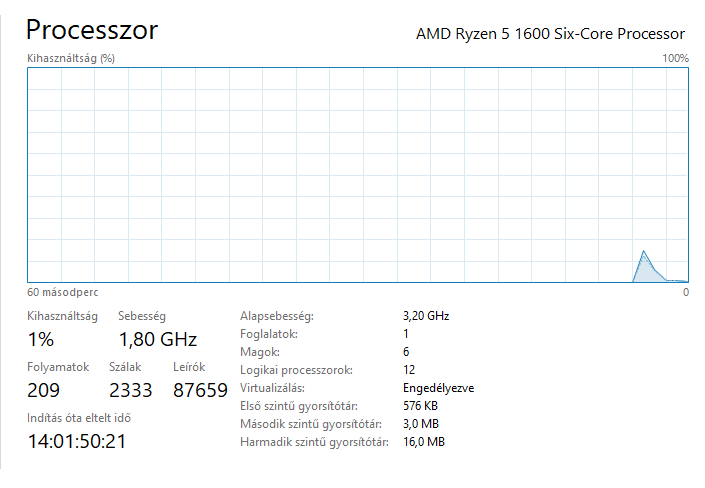 Processzor
AMD Ryzen 5 1600 Six-Core Processor
Kihasználtság (%)
100%
60 másodperc
0
Kihasználtság
Sebesség
1%
1,80 GHz
Folyamatok
Szálak
Leírók
209
2333
87659
Indítás óta eltelt idő
14:01:50:21
Alapsebesség: 3,20 GHz
Foglalatok: 1
Magok: 6
Logikai processzorok: 12
Virtualizálás: Engedélyezve
Első szintű gyorsítótár: 576 KB
Második szintű gyorsítótár: 3,0 MB
Harmadik szintű gyorsítótár: 16,0 MB